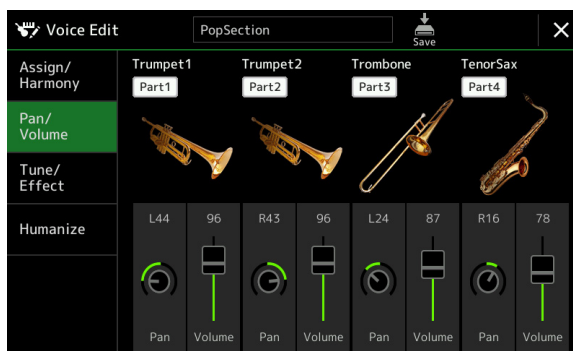 Voice Edit
PopSection
Save
Assign/
Harmony
Pan/
Volume
Tune/
Effect
Humanize
Trumpet1
Trumpet2
Trombone
TenorSax
Part1
Part2
Part3
Part4
L44
96
R43
96
L24
87
R16
78
Pan
Volume
Pan
Volume
Pan
Volume
Pan
Volume